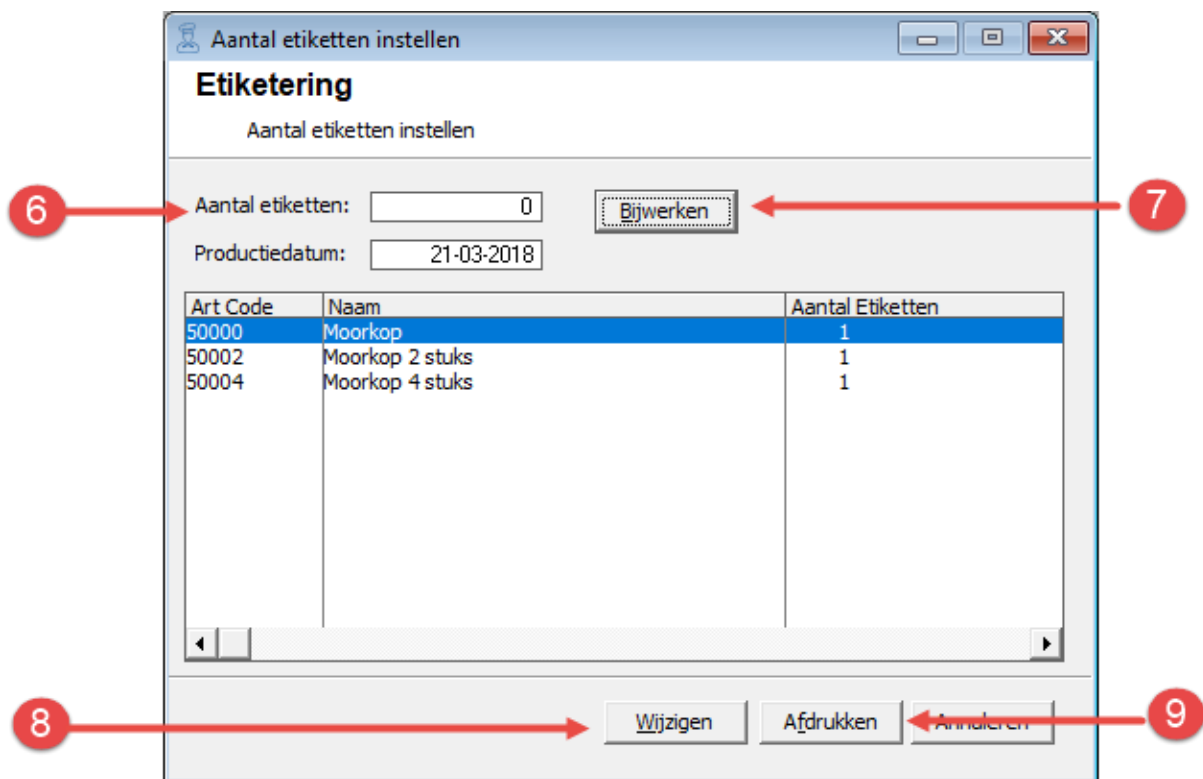 Aantal etiketten instellen
Etiketering
Aantal etiketten instellen
6 Aantal etiketten: 0 Bijwerken 7
Productiedatum: 21-03-2018
Art Code Naam Aantal Etiketten
50000 Moorkop 1
50002 Moorkop 2 stuks 1
50004 Moorkop 4 stuks 1
8 Wijzigen Afdrukken Annuleren 9